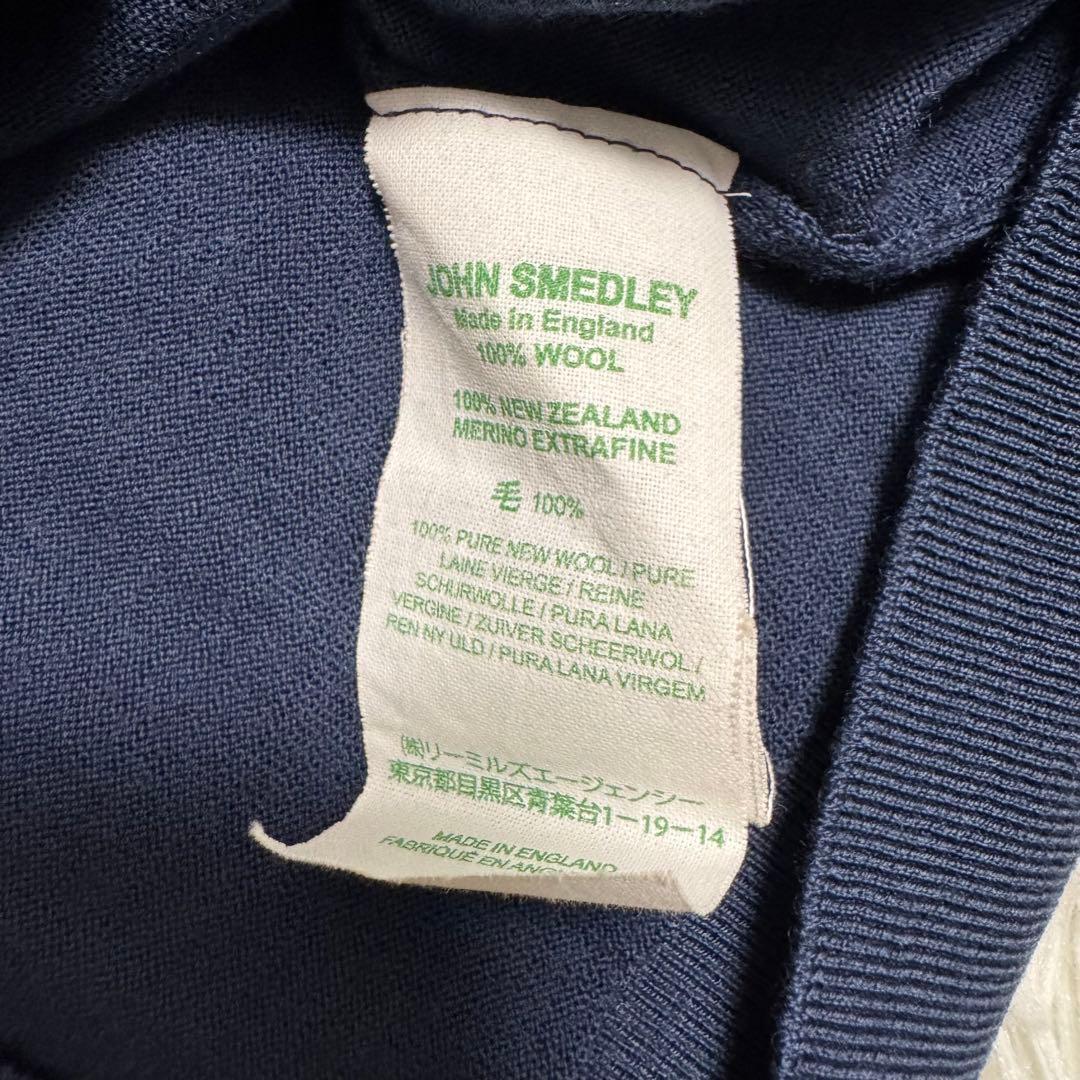 JOHN SMEDLEY
Made in England
100% WOOL
100% NEW ZEALAND
MERINO EXTRAFINE
毛 100%
100% PURE NEW WOOL / PURE
LAINE VIERGE / REINE
SCHURWOLLE / PURA LANA
VERGINE / ZUIVER SCHEERWOL /
REN NY ULD / PURA LANA VIRGEM
(株)リーミルズエージェンシー
東京都目黒区青葉台1-19-14
MADE IN ENGLAND
FABRIQUÉ EN